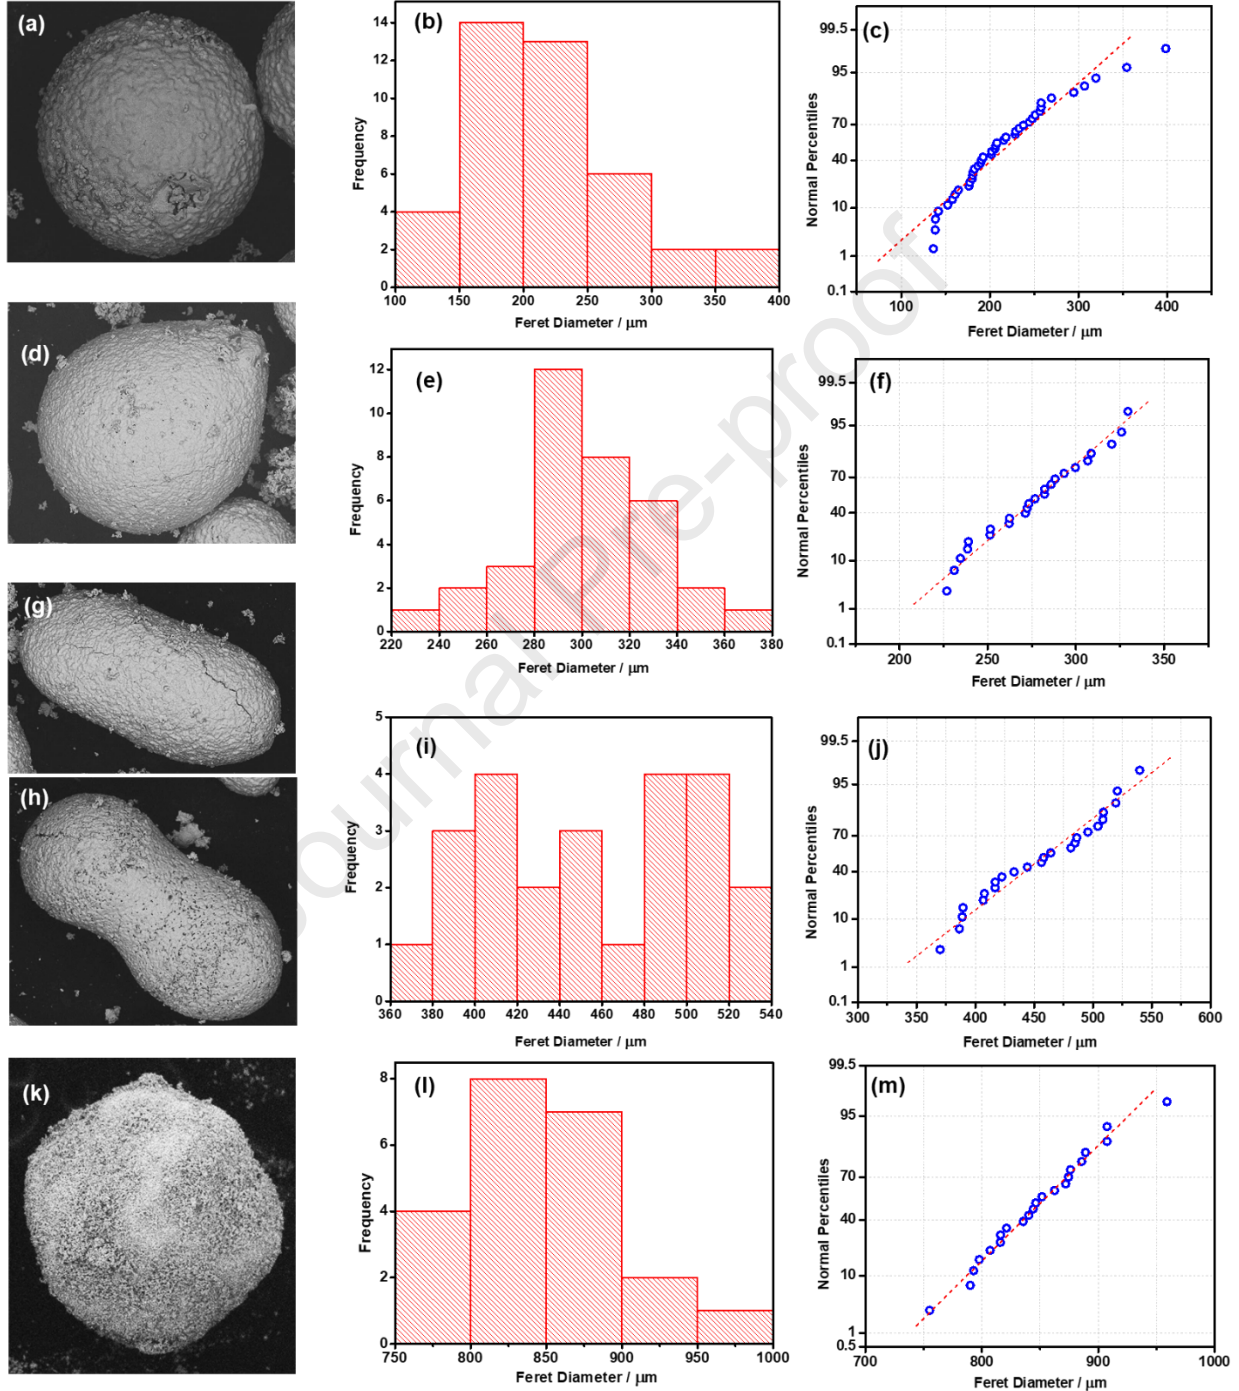 (a)
(b)
14
12
10
8
6
4
2
0
Frequency
100 150 200 250 300 350 400
Feret Diameter / μm
(c)
99.5
95
70
40
10
1
0.1
Normal Percentiles
100 200 300 400
Feret Diameter / μm
(d)
(e)
12
10
8
6
4
2
0
Frequency
220 240 260 280 300 320 340 360 380
Feret Diameter / μm
(f)
99.5
95
70
40
10
1
0.1
Normal Percentiles
200 250 300 350
Feret Diameter / μm
(g)
(h)
(i)
5
4
3
2
1
0
Frequency
360 380 400 420 440 460 480 500 520 540
Feret Diameter / μm
(j)
99.5
95
70
40
10
1
0.1
Normal Percentiles
300 350 400 450 500 550 600
Feret Diameter / μm
(k)
(l)
8
6
4
2
0
Frequency
750 800 850 900 950 1000
Feret Diameter / μm
(m)
99.5
95
70
40
10
1
0.5
Normal Percentiles
700 800 900 1000
Feret Diameter / μm
Journal Pre-proof